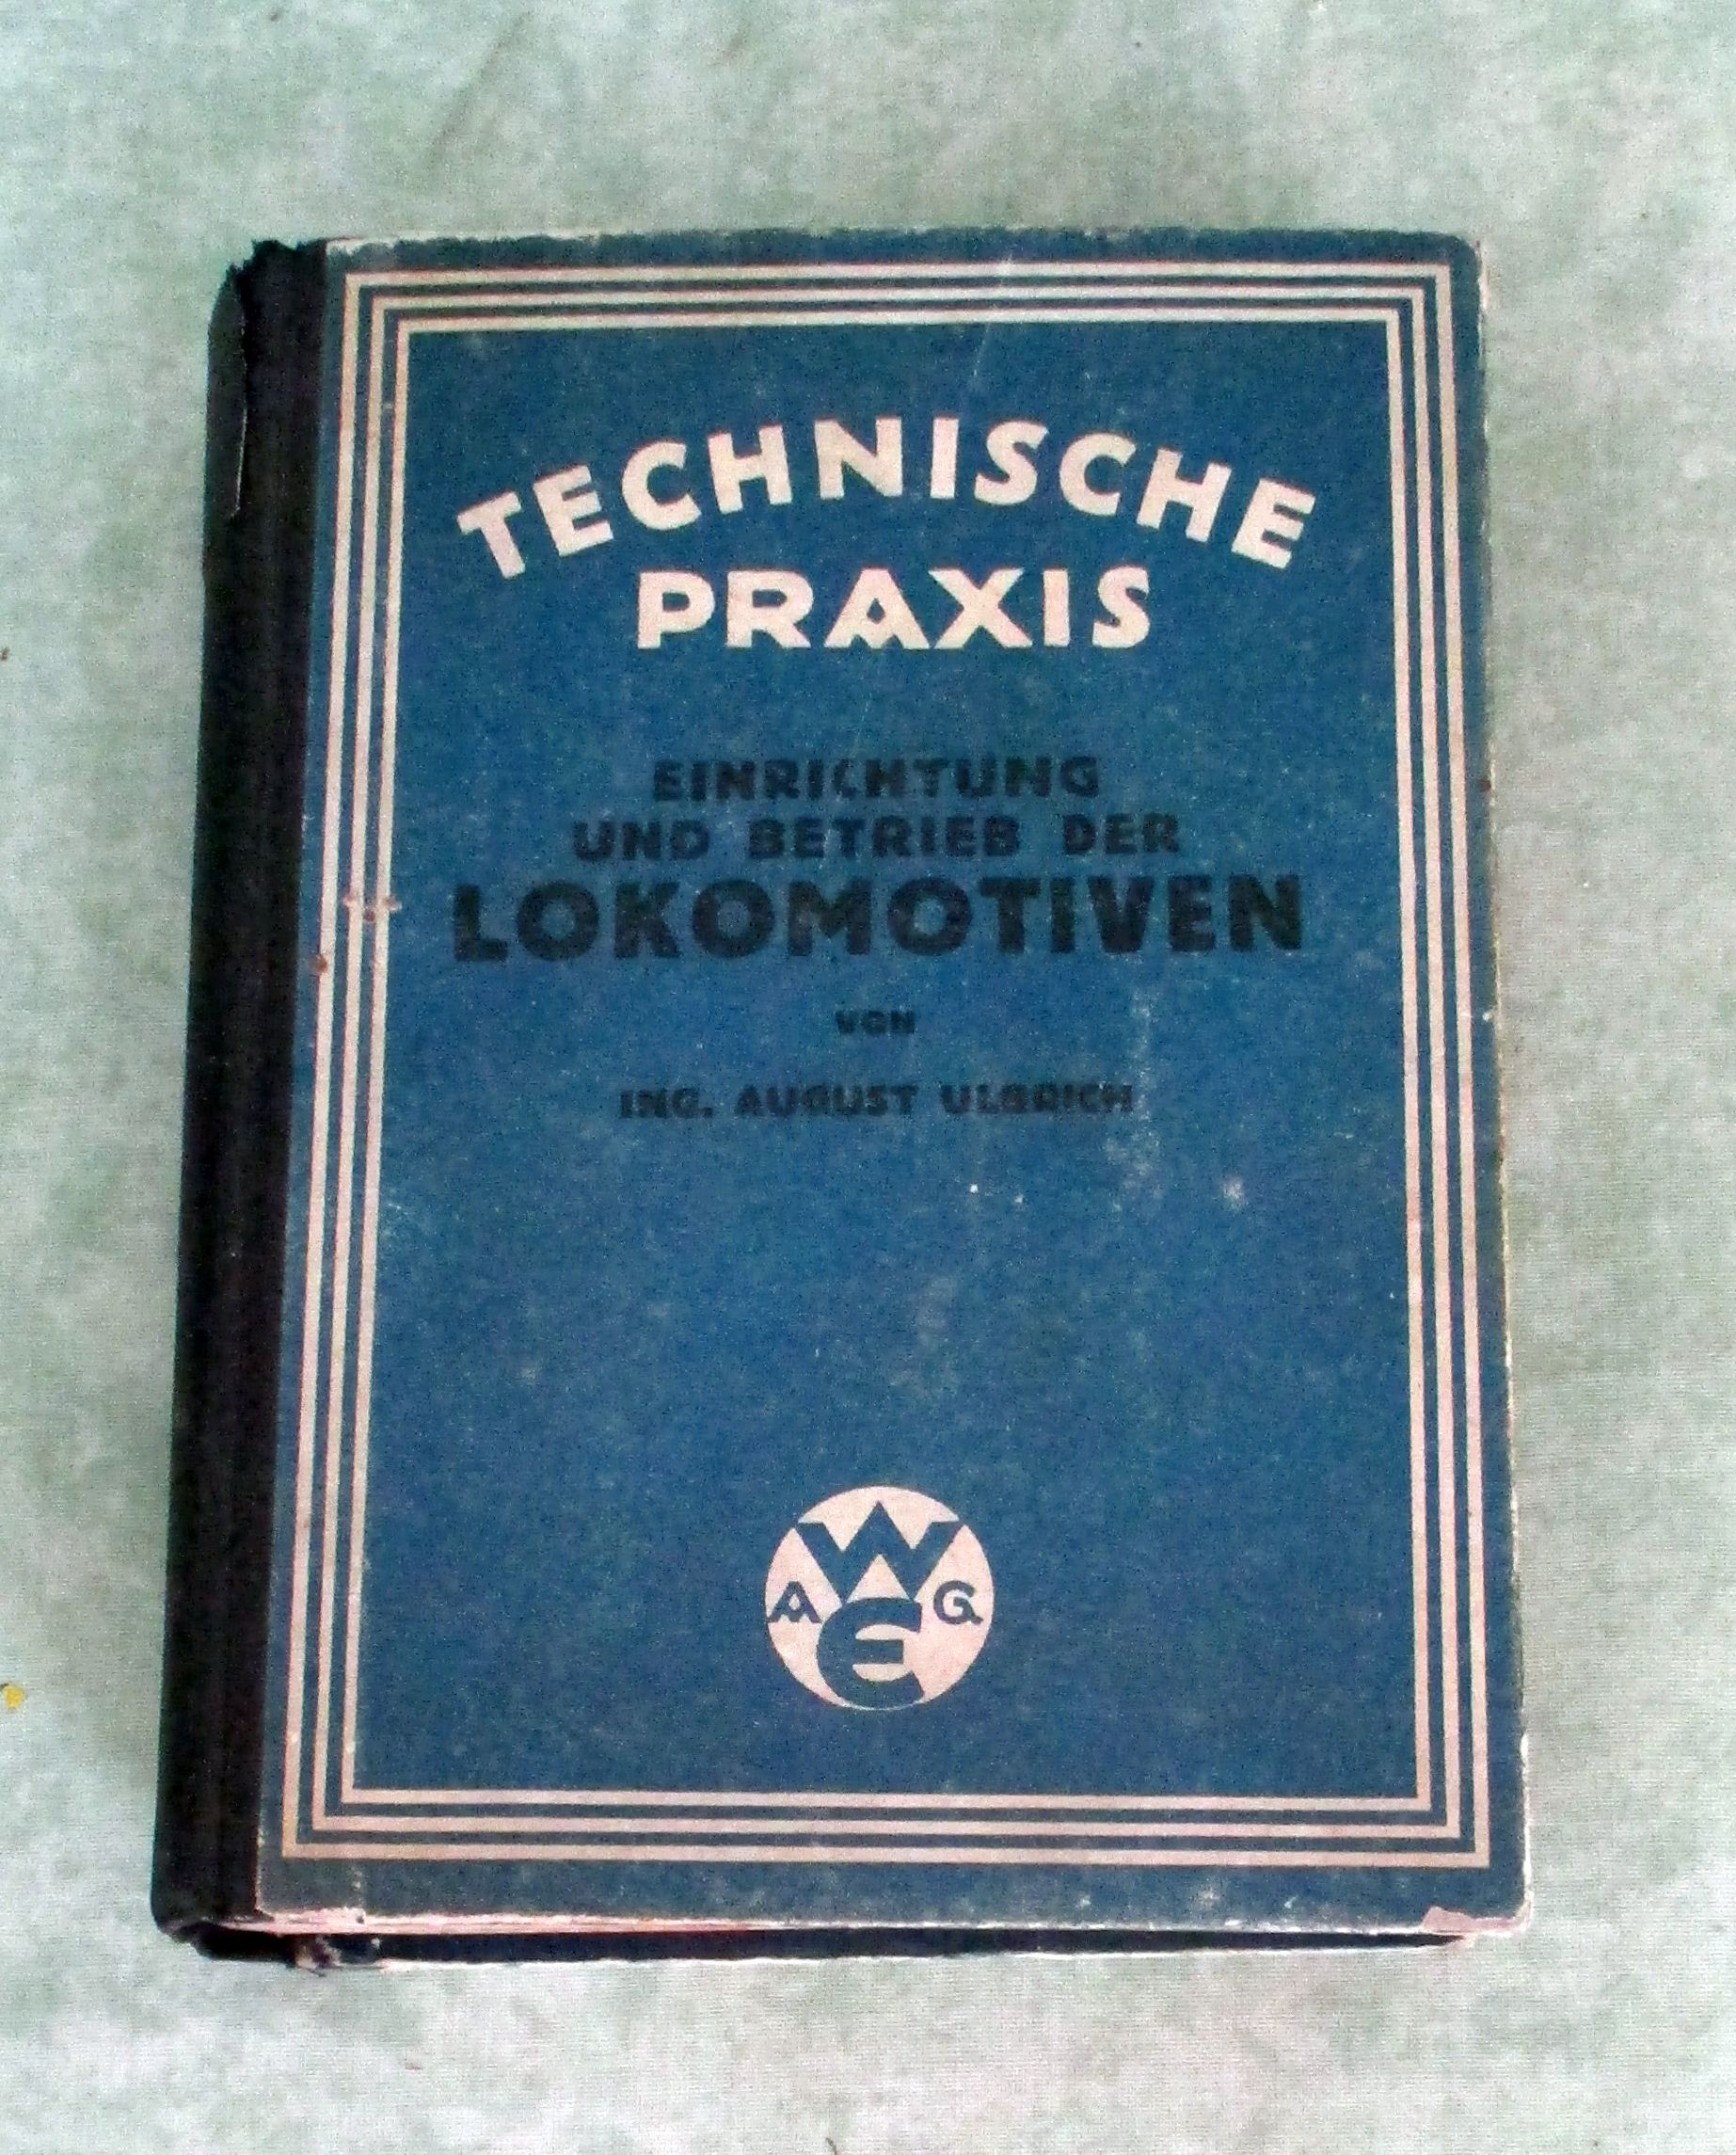 TECHNISCHE
PRAXIS
EINRICHTUNG
UND BETRIEB DER
LOKOMOTIVEN
VON
ING. AUGUST ULBRICH
W
A G
E